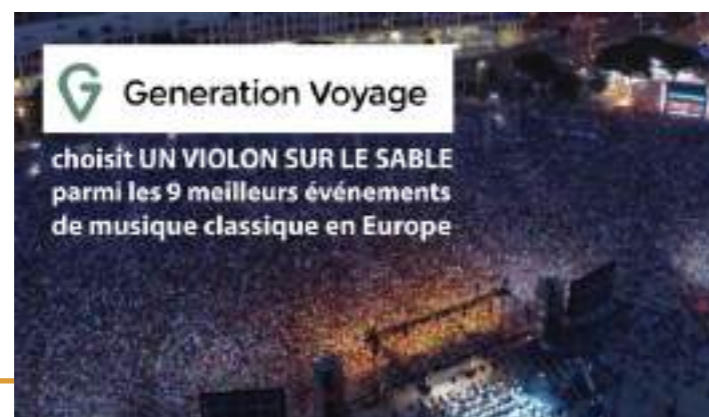 Generation Voyage
choisit UN VIOLON SUR LE SABLE
parmi les 9 meilleurs événements
de musique classique en Europe